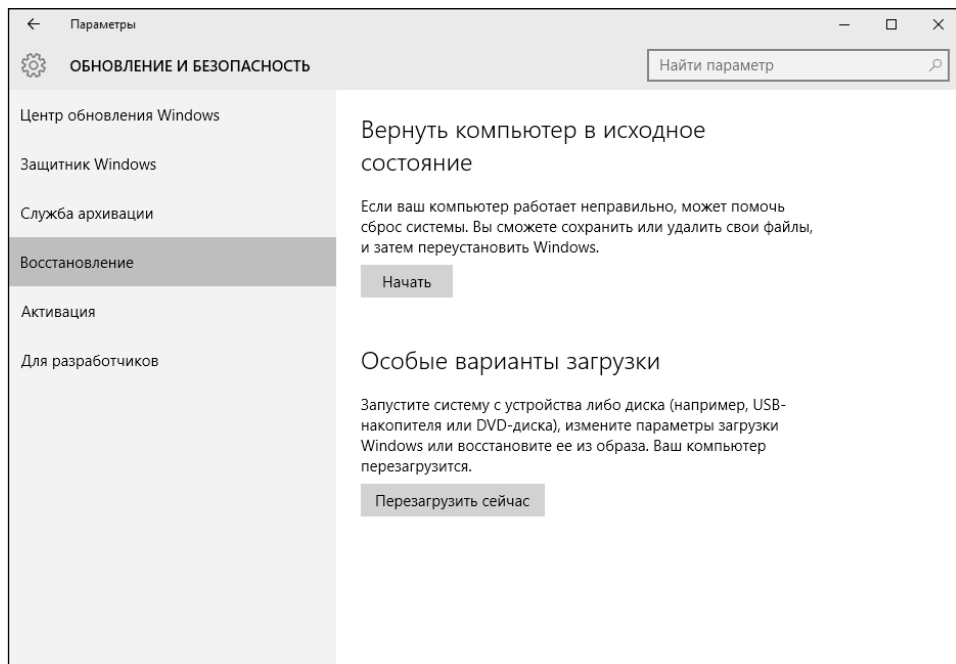 Параметры
ОБНОВЛЕНИЕ И БЕЗОПАСНОСТЬ
Найти параметр
Центр обновления Windows
Защитник Windows
Служба архивации
Восстановление
Активация
Для разработчиков
Вернуть компьютер в исходное
состояние
Если ваш компьютер работает неправильно, может помочь
сброс системы. Вы сможете сохранить или удалить свои файлы,
и затем переустановить Windows.
Начать
Особые варианты загрузки
Запустите систему с устройства либо диска (например, USB-
накопителя или DVD-диска), измените параметры загрузки
Windows или восстановите ее из образа. Ваш компьютер
перезагрузится.
Перезагрузить сейчас